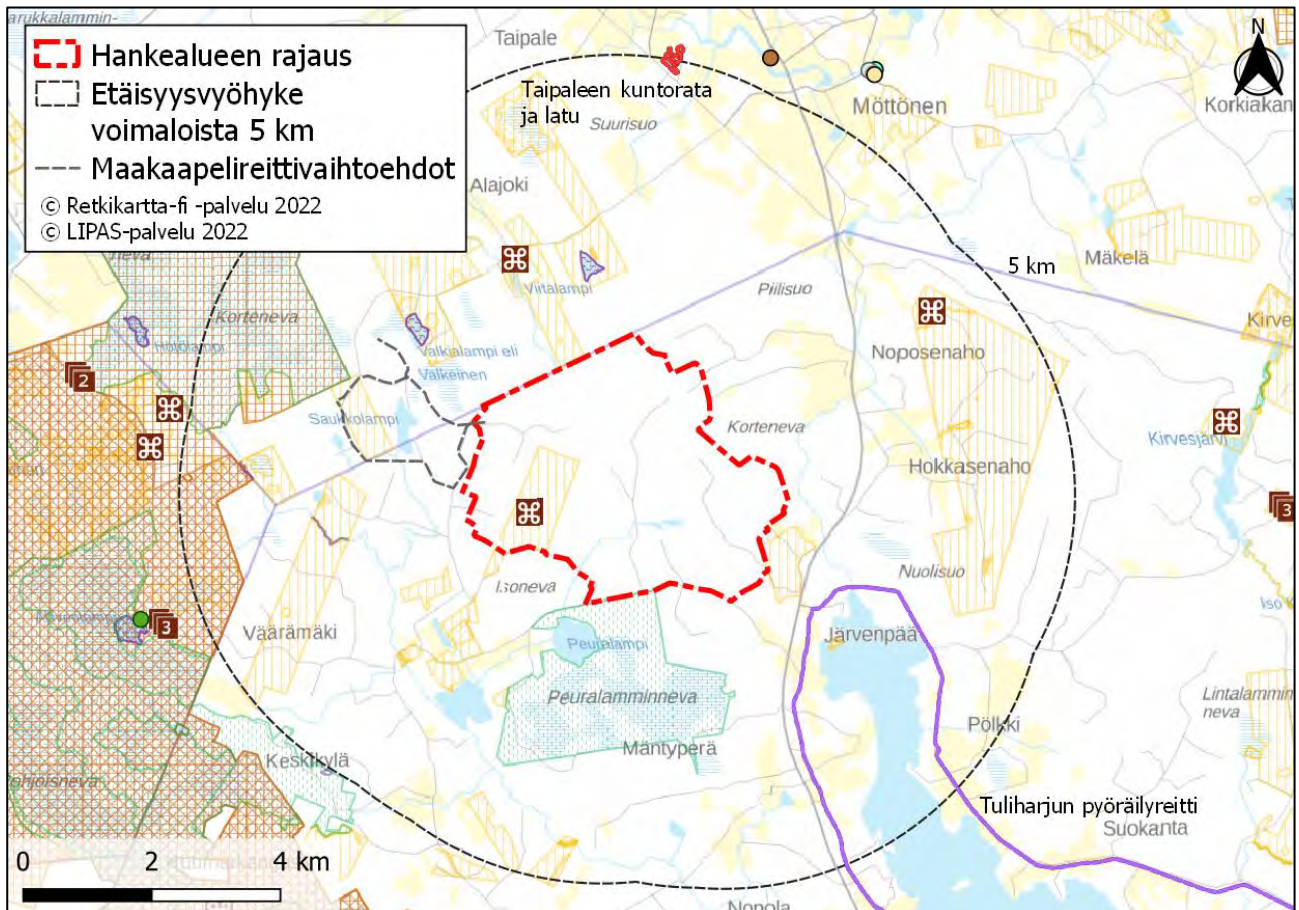 Taipale
N
Hankealueen rajaus
Etäisyysvyöhyke
voimaloista 5 km
Maakaapelireittivaihtoehdot
© Retkikartta-fi -palvelu 2022
© LIPAS-palvelu 2022
Taipaleen kuntorata
ja latu
Suurisuo
Möttönen
Korkiakan
Alajoki
5 km
Mäkelä
Viitalampi
Piilisuo
Korteneva
Kirve
Valkialampi eli
Valkeinen
Noposenaho
2
Saukkolampi
Korteneva
Kirvesjärvi
Hokkasenaho
3
Isoneva
Nuolisuo
Iso K
3
Väärämäki
Peuralampi
Järvenpää
Peuralamminneva
Lintalammin
neva
Pölkki
Mäntyperä
Keskikylä
ohjoisneva
Tuliharjun pyöräilyreitti
Suokanta
0 2 4 km
Nopola